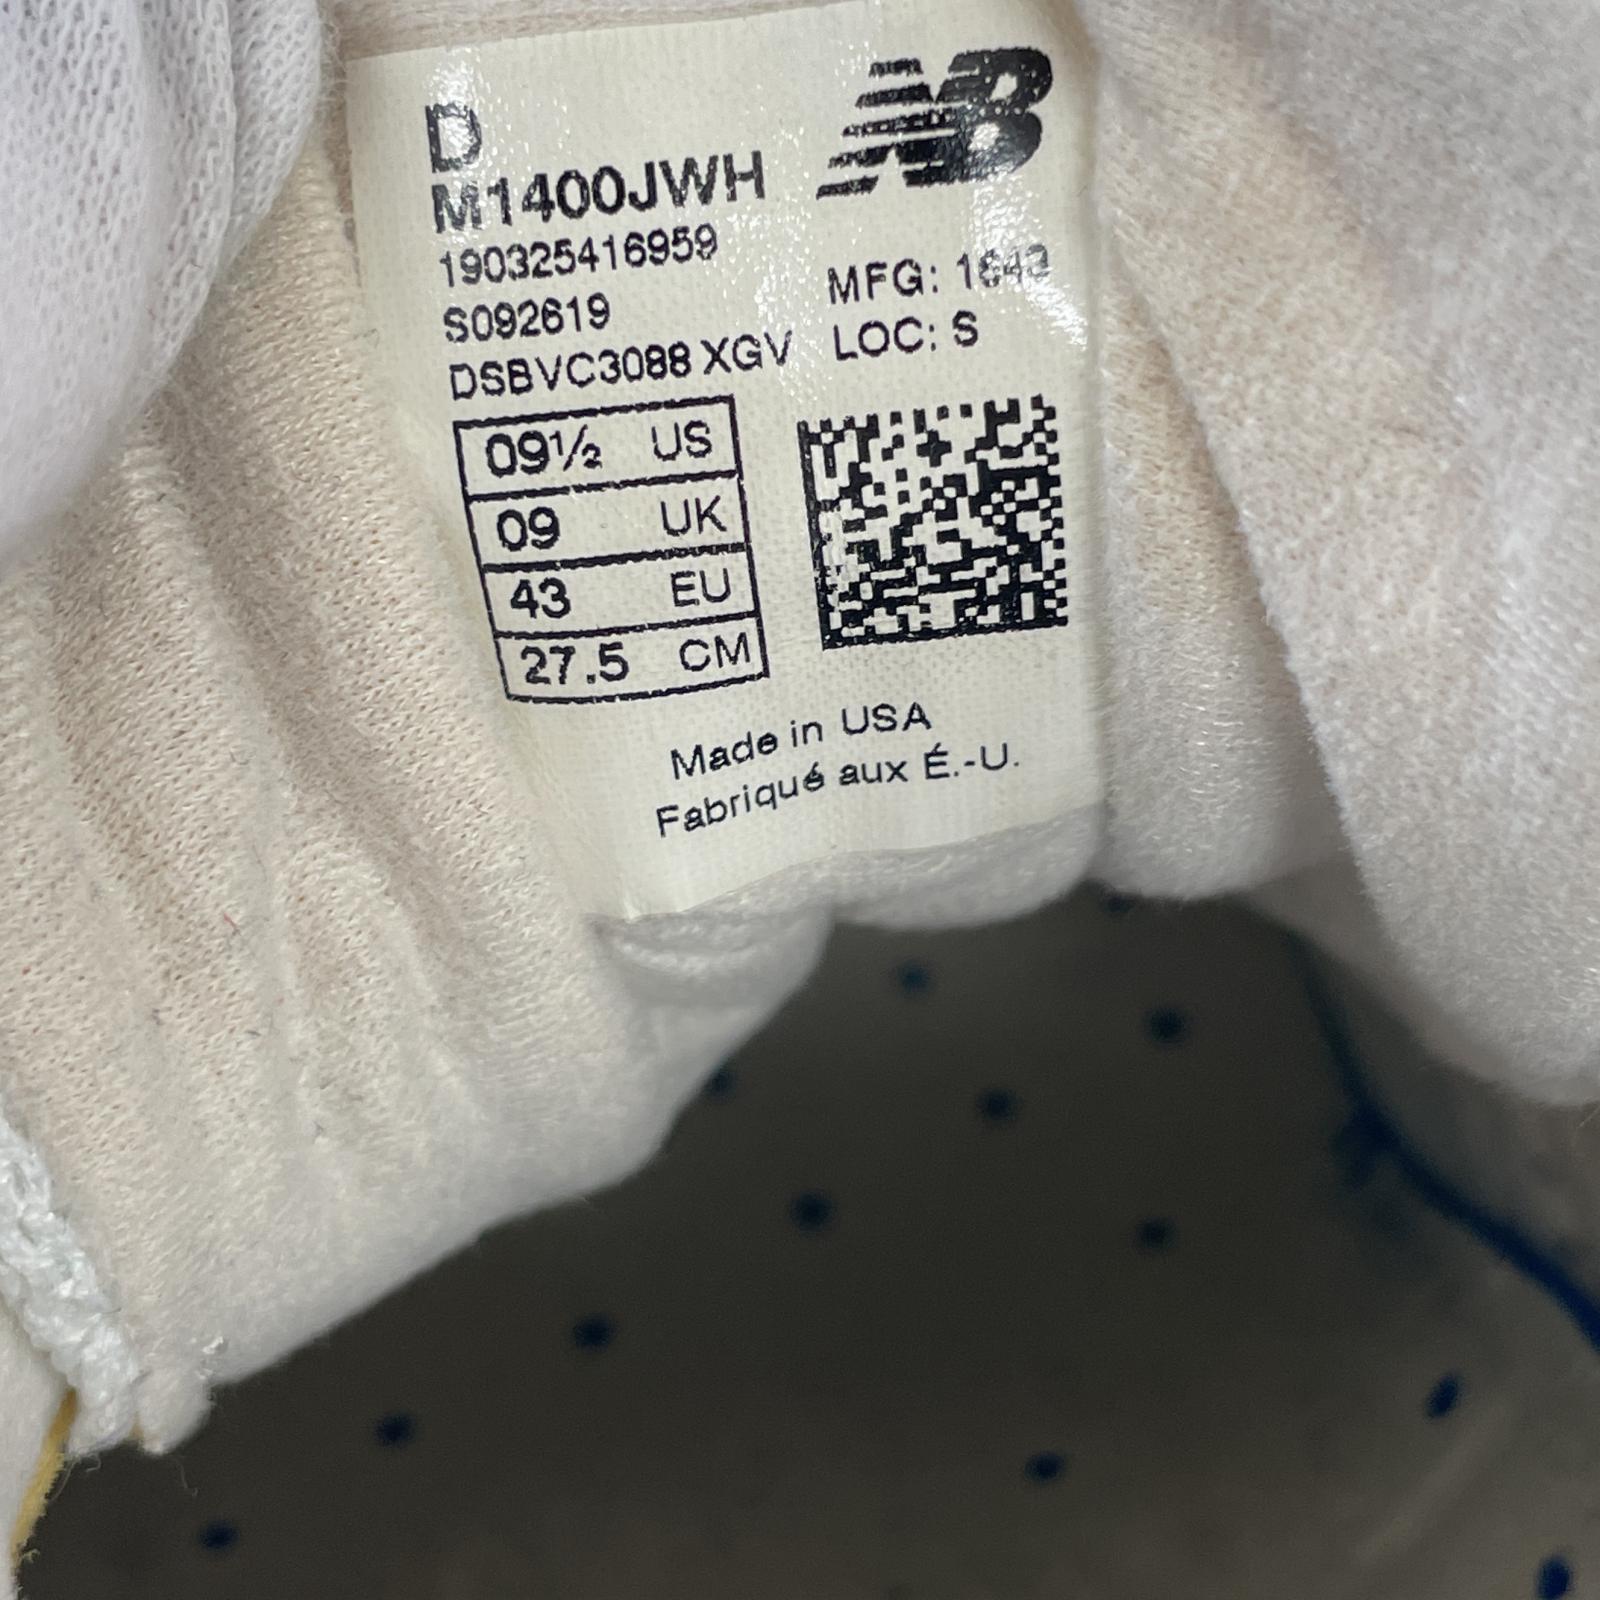 D
NB
M1400JWH
190325416959
S092619
MFG:
DSBVC3088 XGV
LOC: S
09½ US
09 UK
43 EU
27.5 CM
Made in USA
Fabriqué aux É.-U.